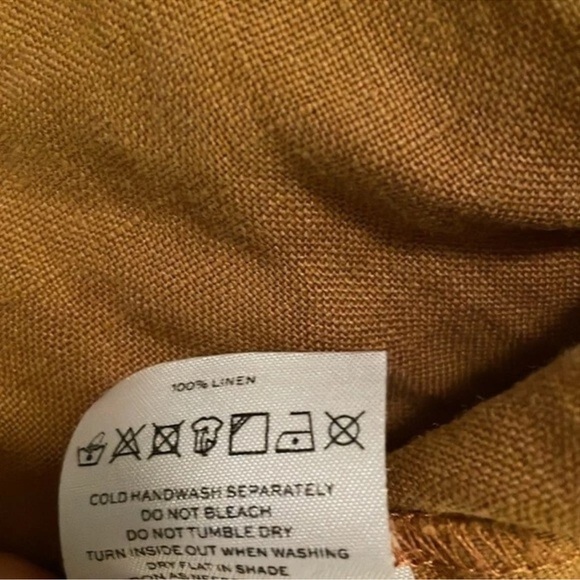 100% LINEN
COLD HANDWASH SEPARATELY
DO NOT BLEACH
DO NOT TUMBLE DRY
TURN INSIDE OUT WHEN WASHING
DRY FLAT IN SHADE